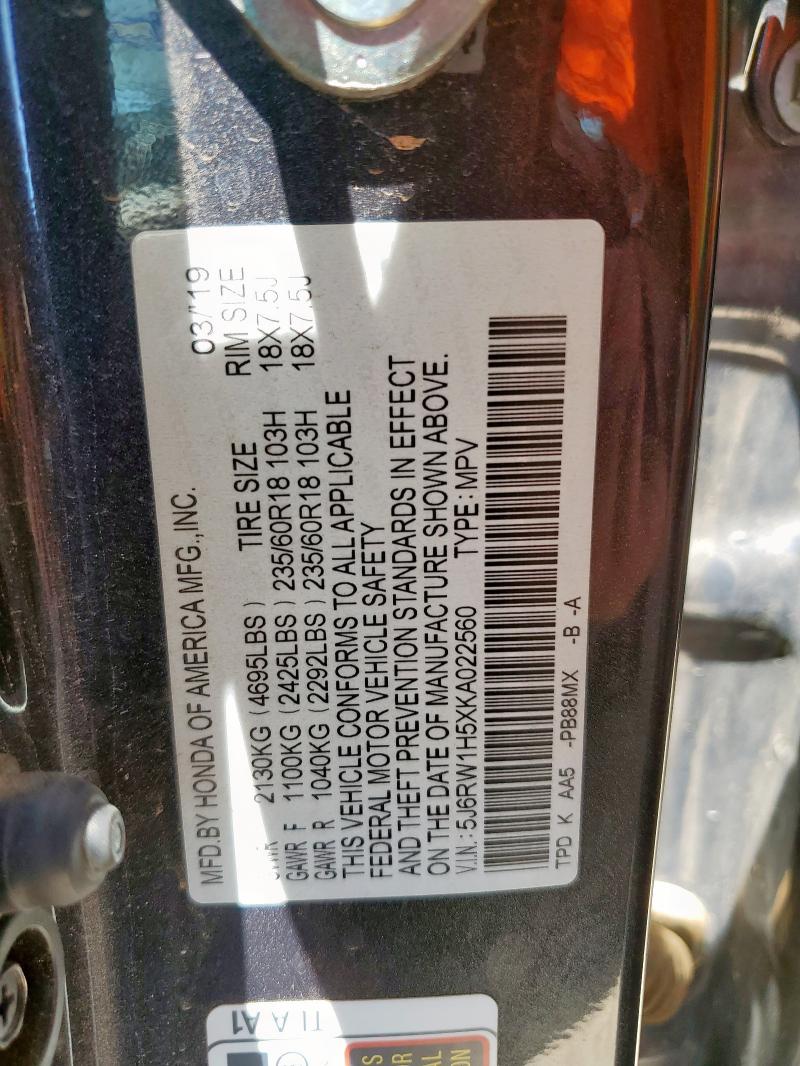 MFD.BY HONDA OF AMERICA MFG.,INC. 03/'19
TIRE SIZE RIM SIZE
GVWR 2130KG ( 4695LBS )
GAWR F 1100KG ( 2425LBS ) 235/60R18 103H 18X7.5J
GAWR R 1040KG ( 2292LBS ) 235/60R18 103H 18X7.5J
THIS VEHICLE CONFORMS TO ALL APPLICABLE
FEDERAL MOTOR VEHICLE SAFETY
AND THEFT PREVENTION STANDARDS IN EFFECT
ON THE DATE OF MANUFACTURE SHOWN ABOVE.
V.I.N.: 5J6RW1H5XKA022560 TYPE : MPV
TPD K AA5 -PB88MX -B -A
TLA A1